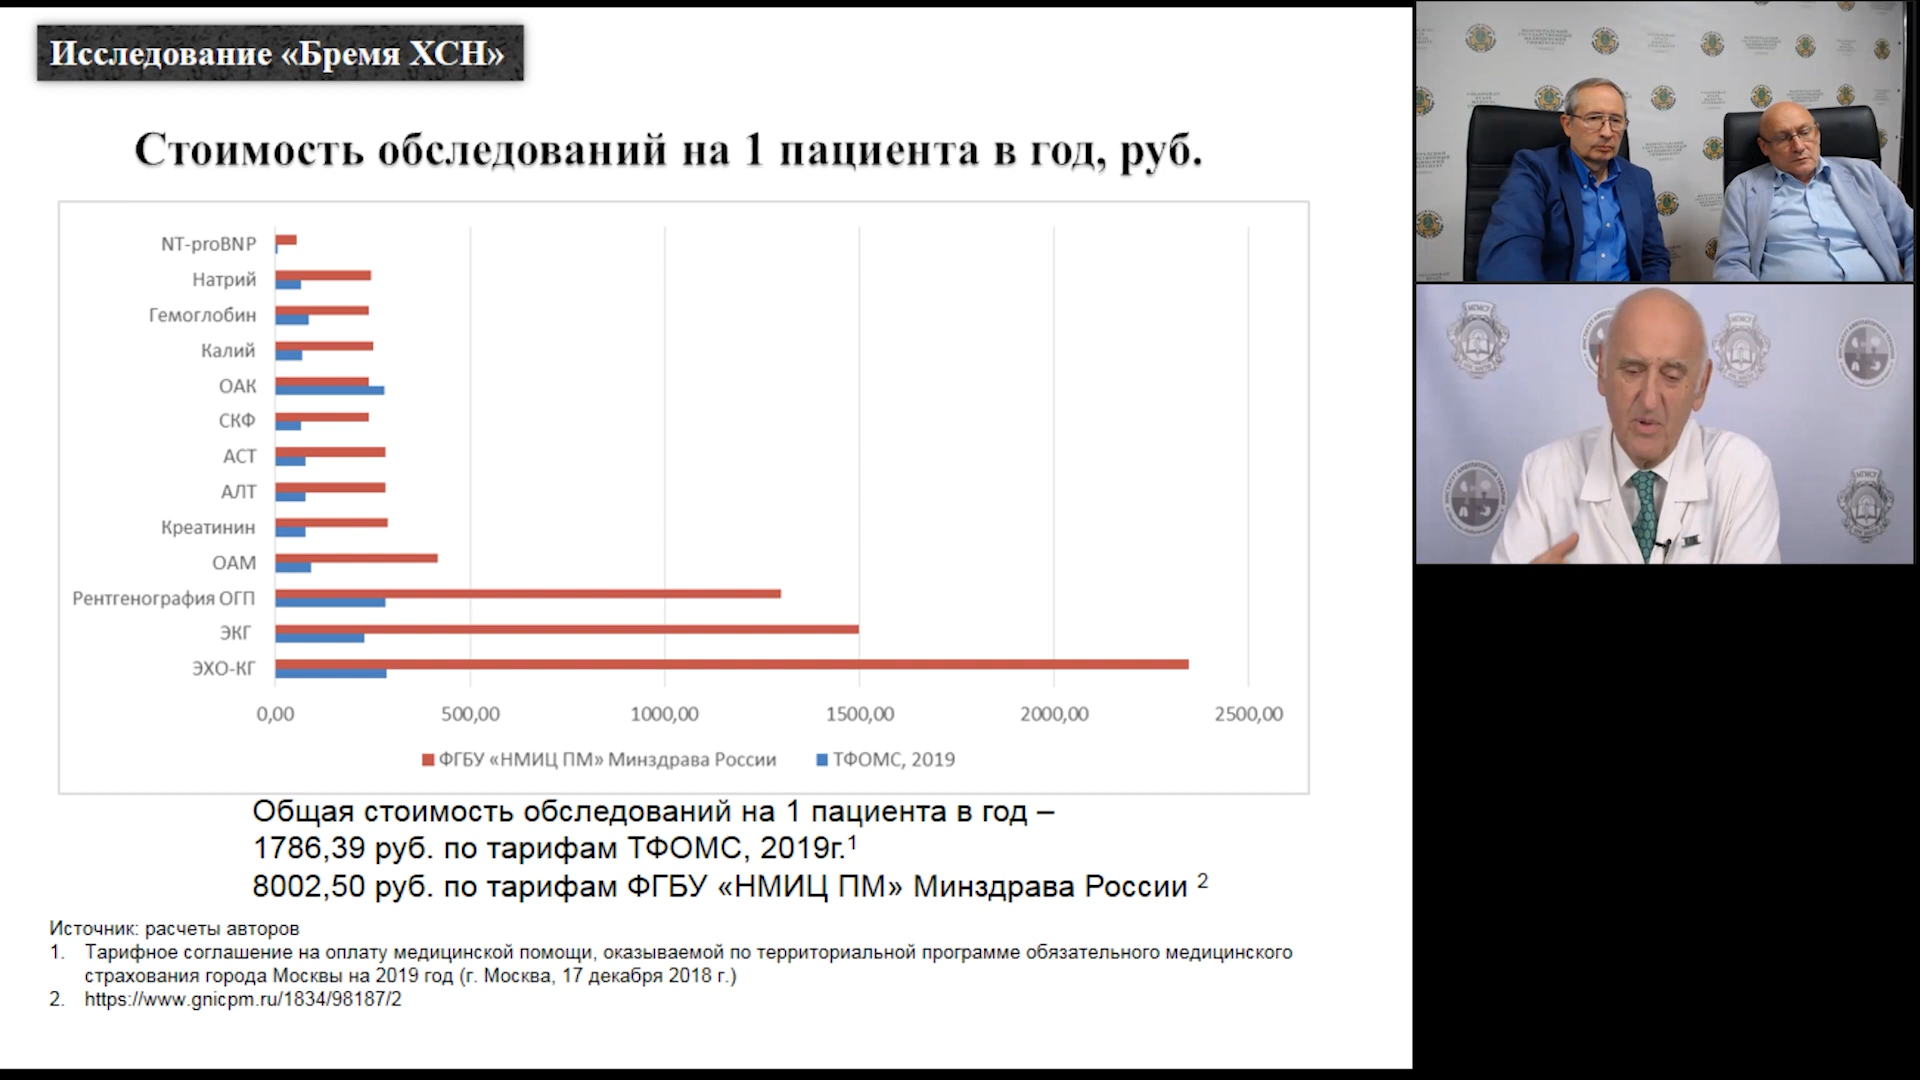 Исследование «Бремя ХСН»
Стоимость обследований на 1 пациента в год, руб.
NT-proBNP
Натрий
Гемоглобин
Калий
ОАК
СКФ
АСТ
АЛТ
Креатинин
ОАМ
Рентгенография ОГП
ЭКГ
ЭХО-КГ
0,00 500,00 1000,00 1500,00 2000,00 2500,00
ФГБУ «НМИЦ ПМ» Минздрава России ТФОМС, 2019
Общая стоимость обследований на 1 пациента в год –
1786,39 руб. по тарифам ТФОМС, 2019г.¹
8002,50 руб. по тарифам ФГБУ «НМИЦ ПМ» Минздрава России ²
Источник: расчеты авторов
1. Тарифное соглашение на оплату медицинской помощи, оказываемой по территориальной программе обязательного медицинского
страхования города Москвы на 2019 год (г. Москва, 17 декабря 2018 г.)
2. https://www.gnicpm.ru/1834/98187/2